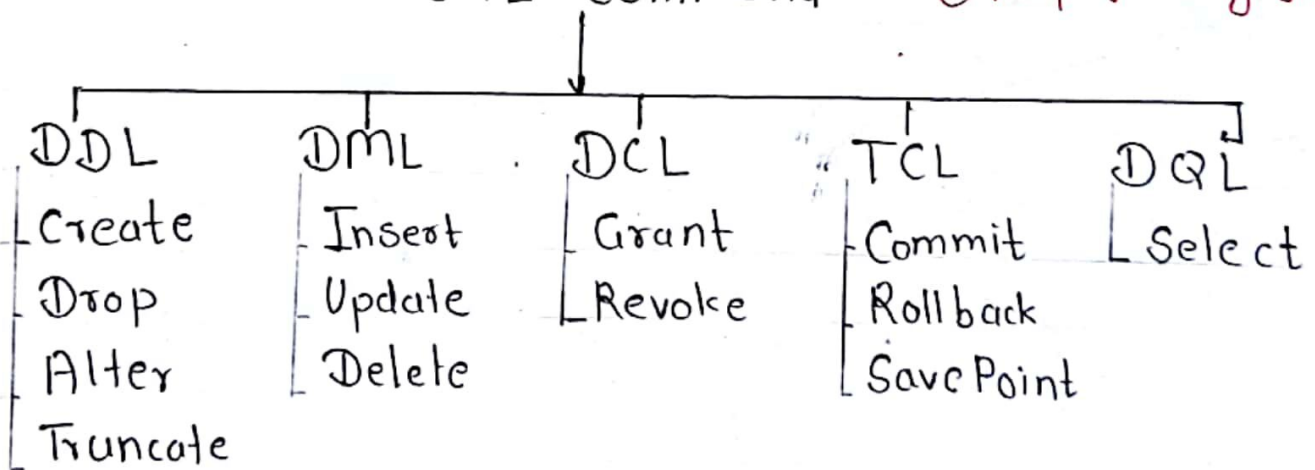 DDL DML DCL TCL DQL
Create Insert Grant Commit Select
Drop Update Revoke Rollback
Alter Delete SavePoint
Truncate